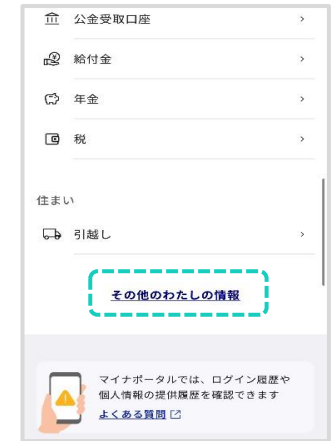 公金受取口座
給付金
年金
税
住まい
引越し
その他のわたしの情報
マイナポータルでは、ログイン履歴や
個人情報の提供履歴を確認できます
よくある質問